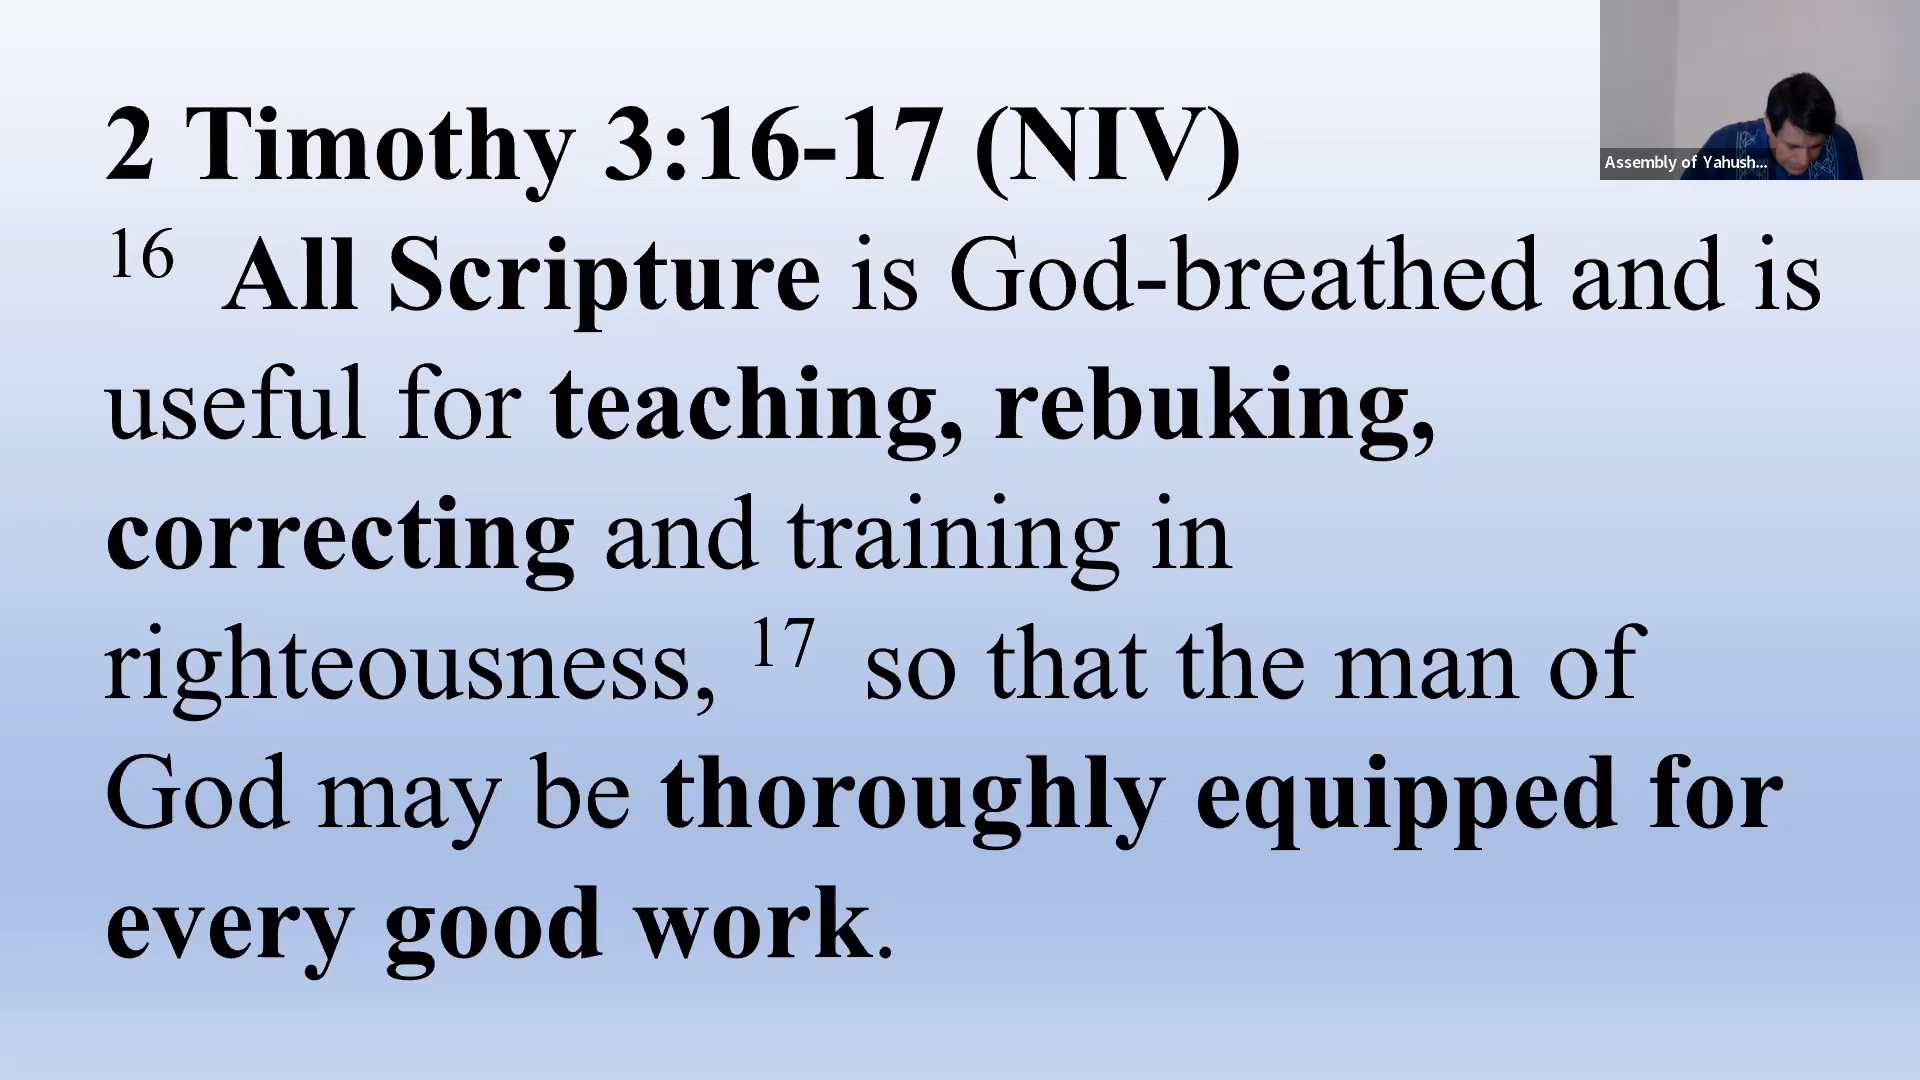 2 Timothy 3:16-17 (NIV)
16 All Scripture is God-breathed and is
useful for teaching, rebuking,
correcting and training in
righteousness, 17 so that the man of
God may be thoroughly equipped for
every good work.
Assembly of Yahush...